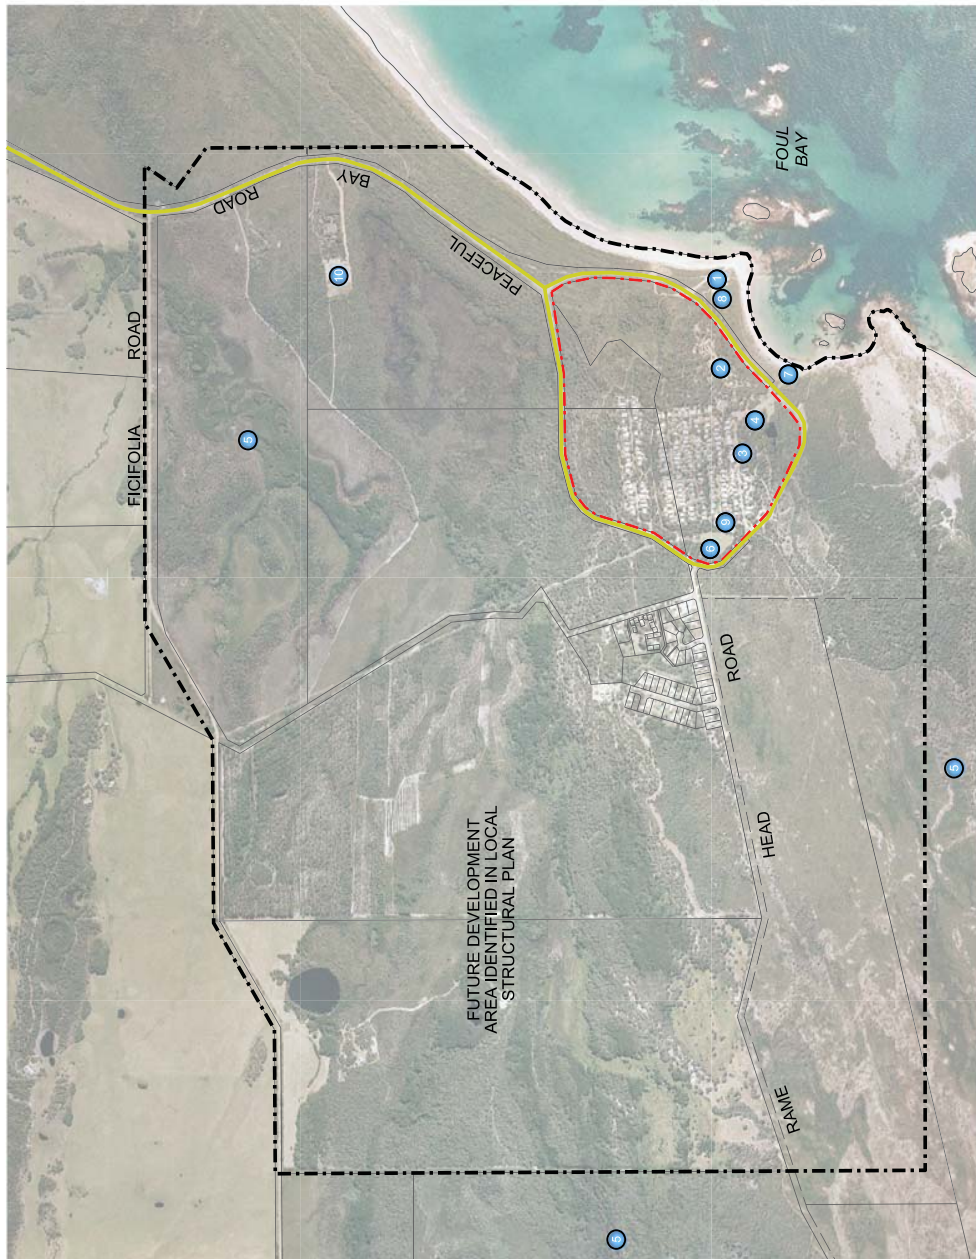 FICIFOLIA ROAD
PEACEFUL BAY ROAD
FOUL
BAY
RAME HEAD ROAD
FUTURE DEVELOPMENT
AREA IDENTIFIED IN LOCAL
STRUCTURAL PLAN
10
5
1
8
2
7
4
3
9
6
5
5